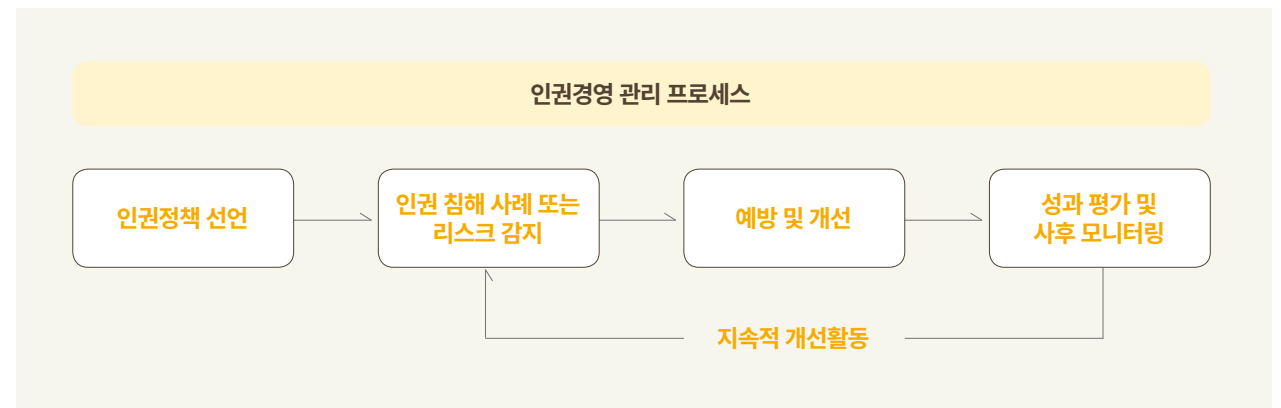 인권경영 관리 프로세스
인권정책 선언
인권 침해 사례 또는
리스크 감지
예방 및 개선
성과 평가 및
사후 모니터링
지속적 개선활동